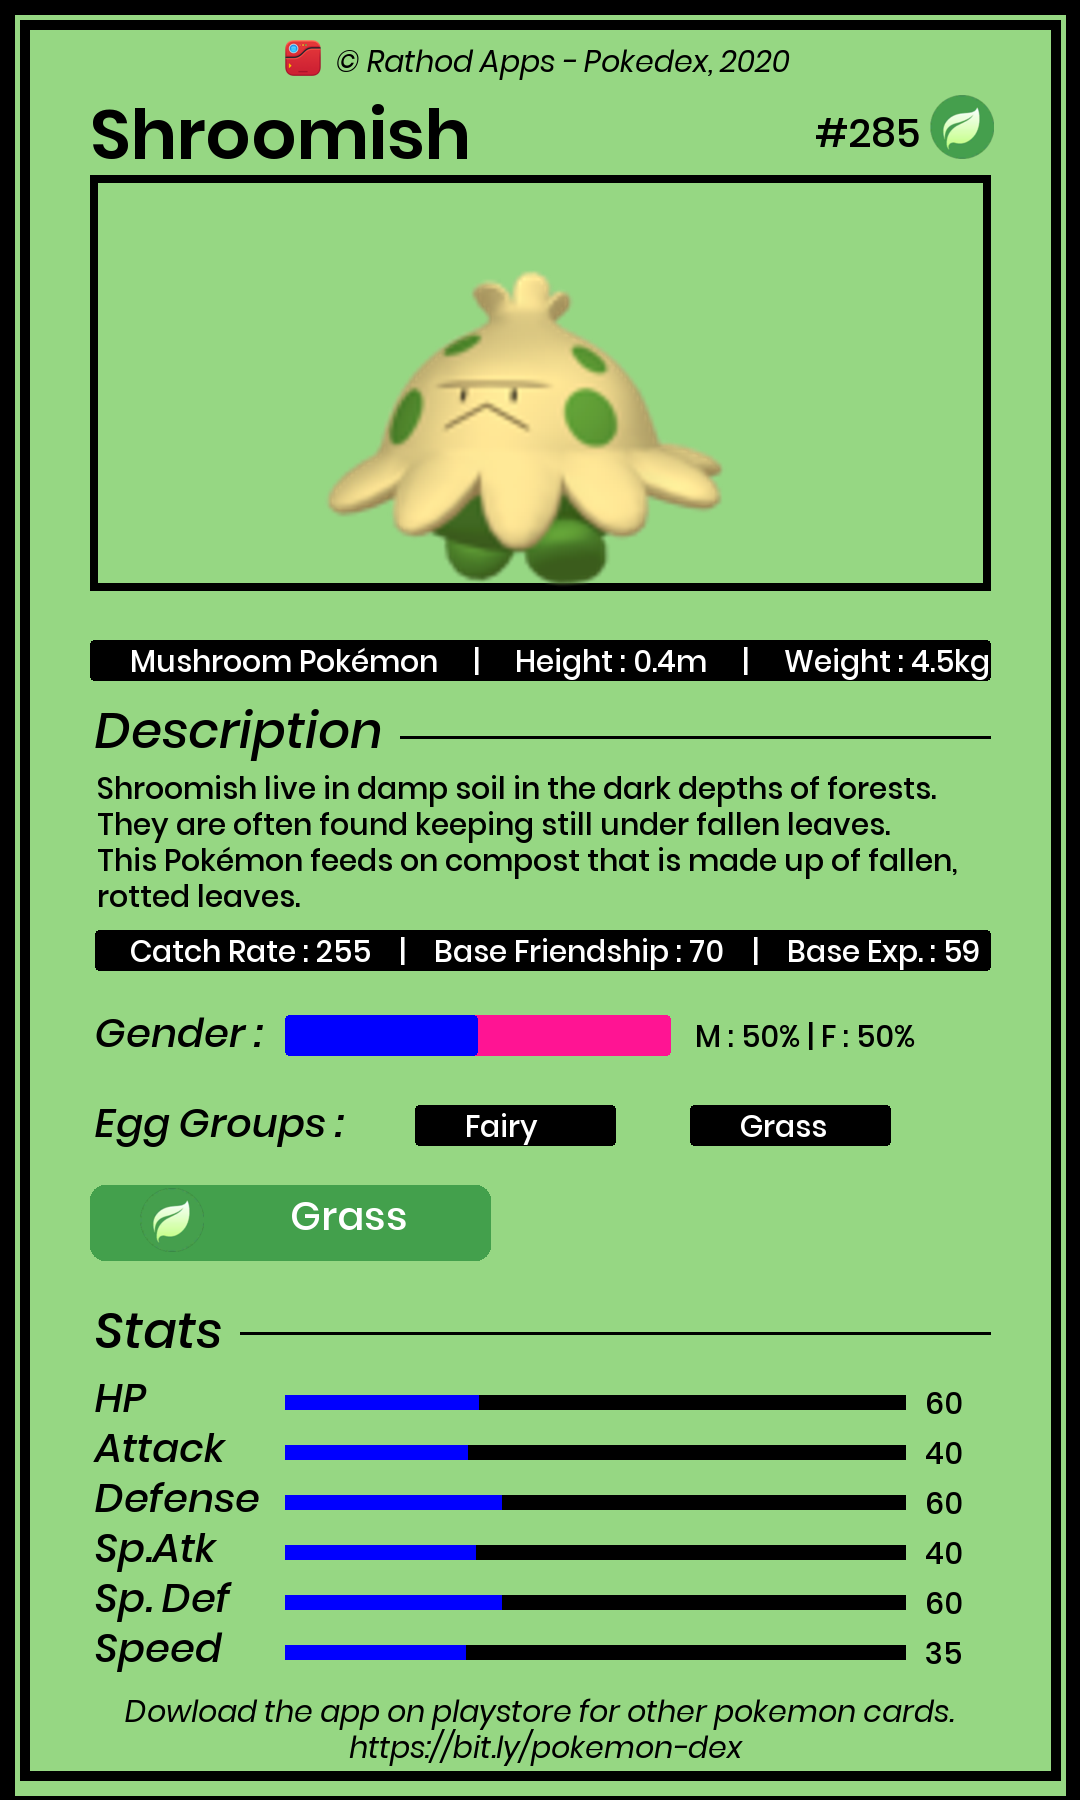 © Rathod Apps - Pokedex, 2020
Shroomish #285
Mushroom Pokémon | Height : 0.4m | Weight : 4.5kg
Description
Shroomish live in damp soil in the dark depths of forests.
They are often found keeping still under fallen leaves.
This Pokémon feeds on compost that is made up of fallen,
rotted leaves.
Catch Rate : 255 | Base Friendship : 70 | Base Exp. : 59
Gender : M : 50% | F : 50%
Egg Groups : Fairy Grass
Grass
Stats
HP 60
Attack 40
Defense 60
Sp.Atk 40
Sp. Def 60
Speed 35
Dowload the app on playstore for other pokemon cards.
https://bit.ly/pokemon-dex